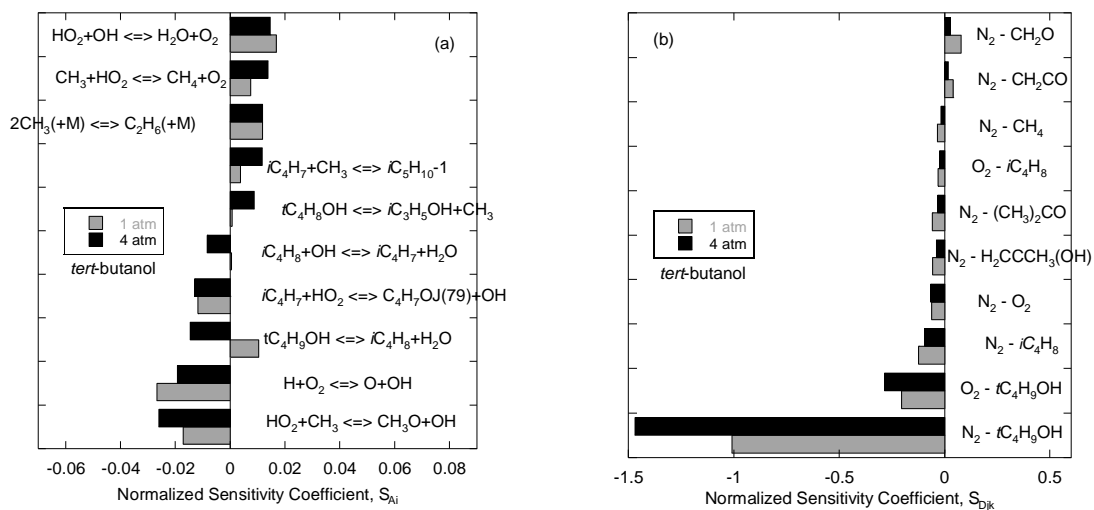 (a)
HO₂+OH <=> H₂O+O₂
CH₃+HO₂ <=> CH₄+O₂
2CH₃(+M) <=> C₂H₆(+M)
iC₄H₇+CH₃ <=> iC₅H₁₀-1
tC₄H₈OH <=> iC₃H₅OH+CH₃
1 atm
4 atm
tert-butanol
iC₄H₈+OH <=> iC₄H₇+H₂O
iC₄H₇+HO₂ <=> C₄H₇OJ(79)+OH
tC₄H₉OH <=> iC₄H₈+H₂O
H+O₂ <=> O+OH
HO₂+CH₃ <=> CH₃O+OH
-0.06 -0.04 -0.02 0 0.02 0.04 0.06 0.08
Normalized Sensitivity Coefficient, S_Ai
(b)
N₂ - CH₂O
N₂ - CH₂CO
N₂ - CH₄
O₂ - iC₄H₈
N₂ - (CH₃)₂CO
1 atm
4 atm
tert-butanol
N₂ - H₂CCCH₃(OH)
N₂ - O₂
N₂ - iC₄H₈
O₂ - tC₄H₉OH
N₂ - tC₄H₉OH
-1.5 -1 -0.5 0 0.5
Normalized Sensitivity Coefficient, S_Djk